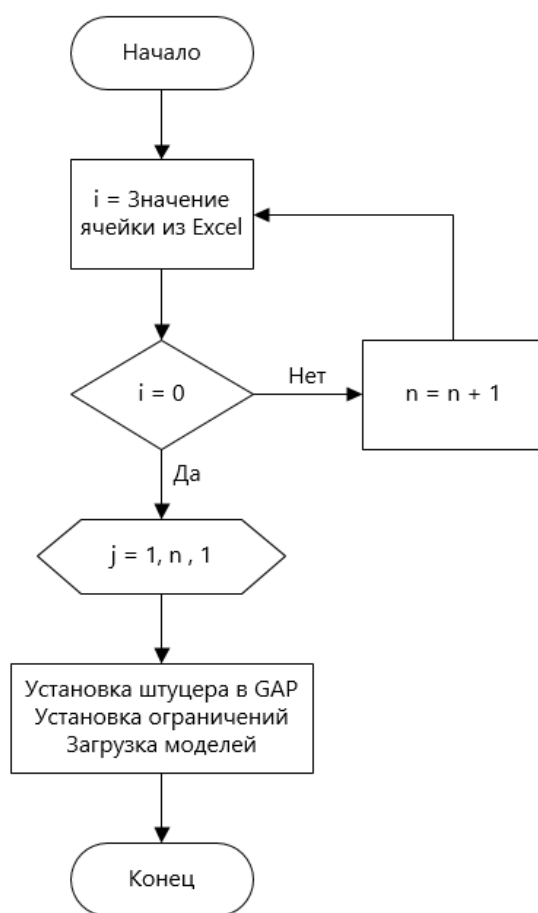 Начало
i = Значение
ячейки из Excel
i = 0
Нет
n = n + 1
Да
j = 1, n , 1
Установка штуцера в GAP
Установка ограничений
Загрузка моделей
Конец